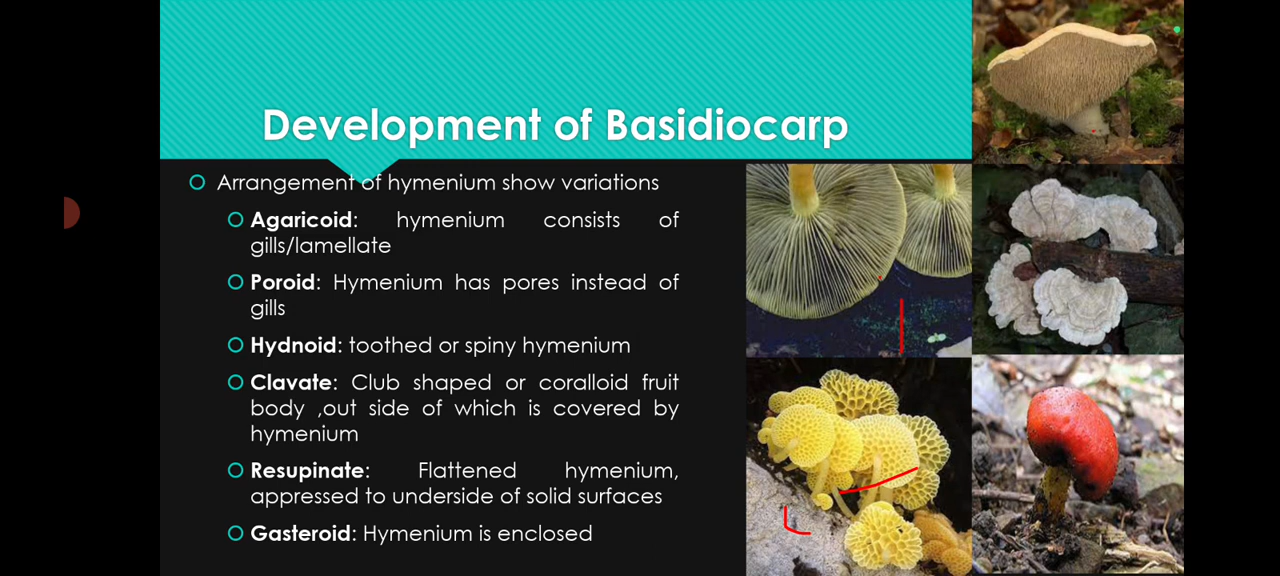 Development of Basidiocarp
Arrangement of hymenium show variations
Agaricoid: hymenium consists of
gills/lamellate
Poroid: Hymenium has pores instead of
gills
Hydnoid: toothed or spiny hymenium
Clavate: Club shaped or coralloid fruit
body ,out side of which is covered by
hymenium
Resupinate: Flattened hymenium,
appressed to underside of solid surfaces
Gasteroid: Hymenium is enclosed